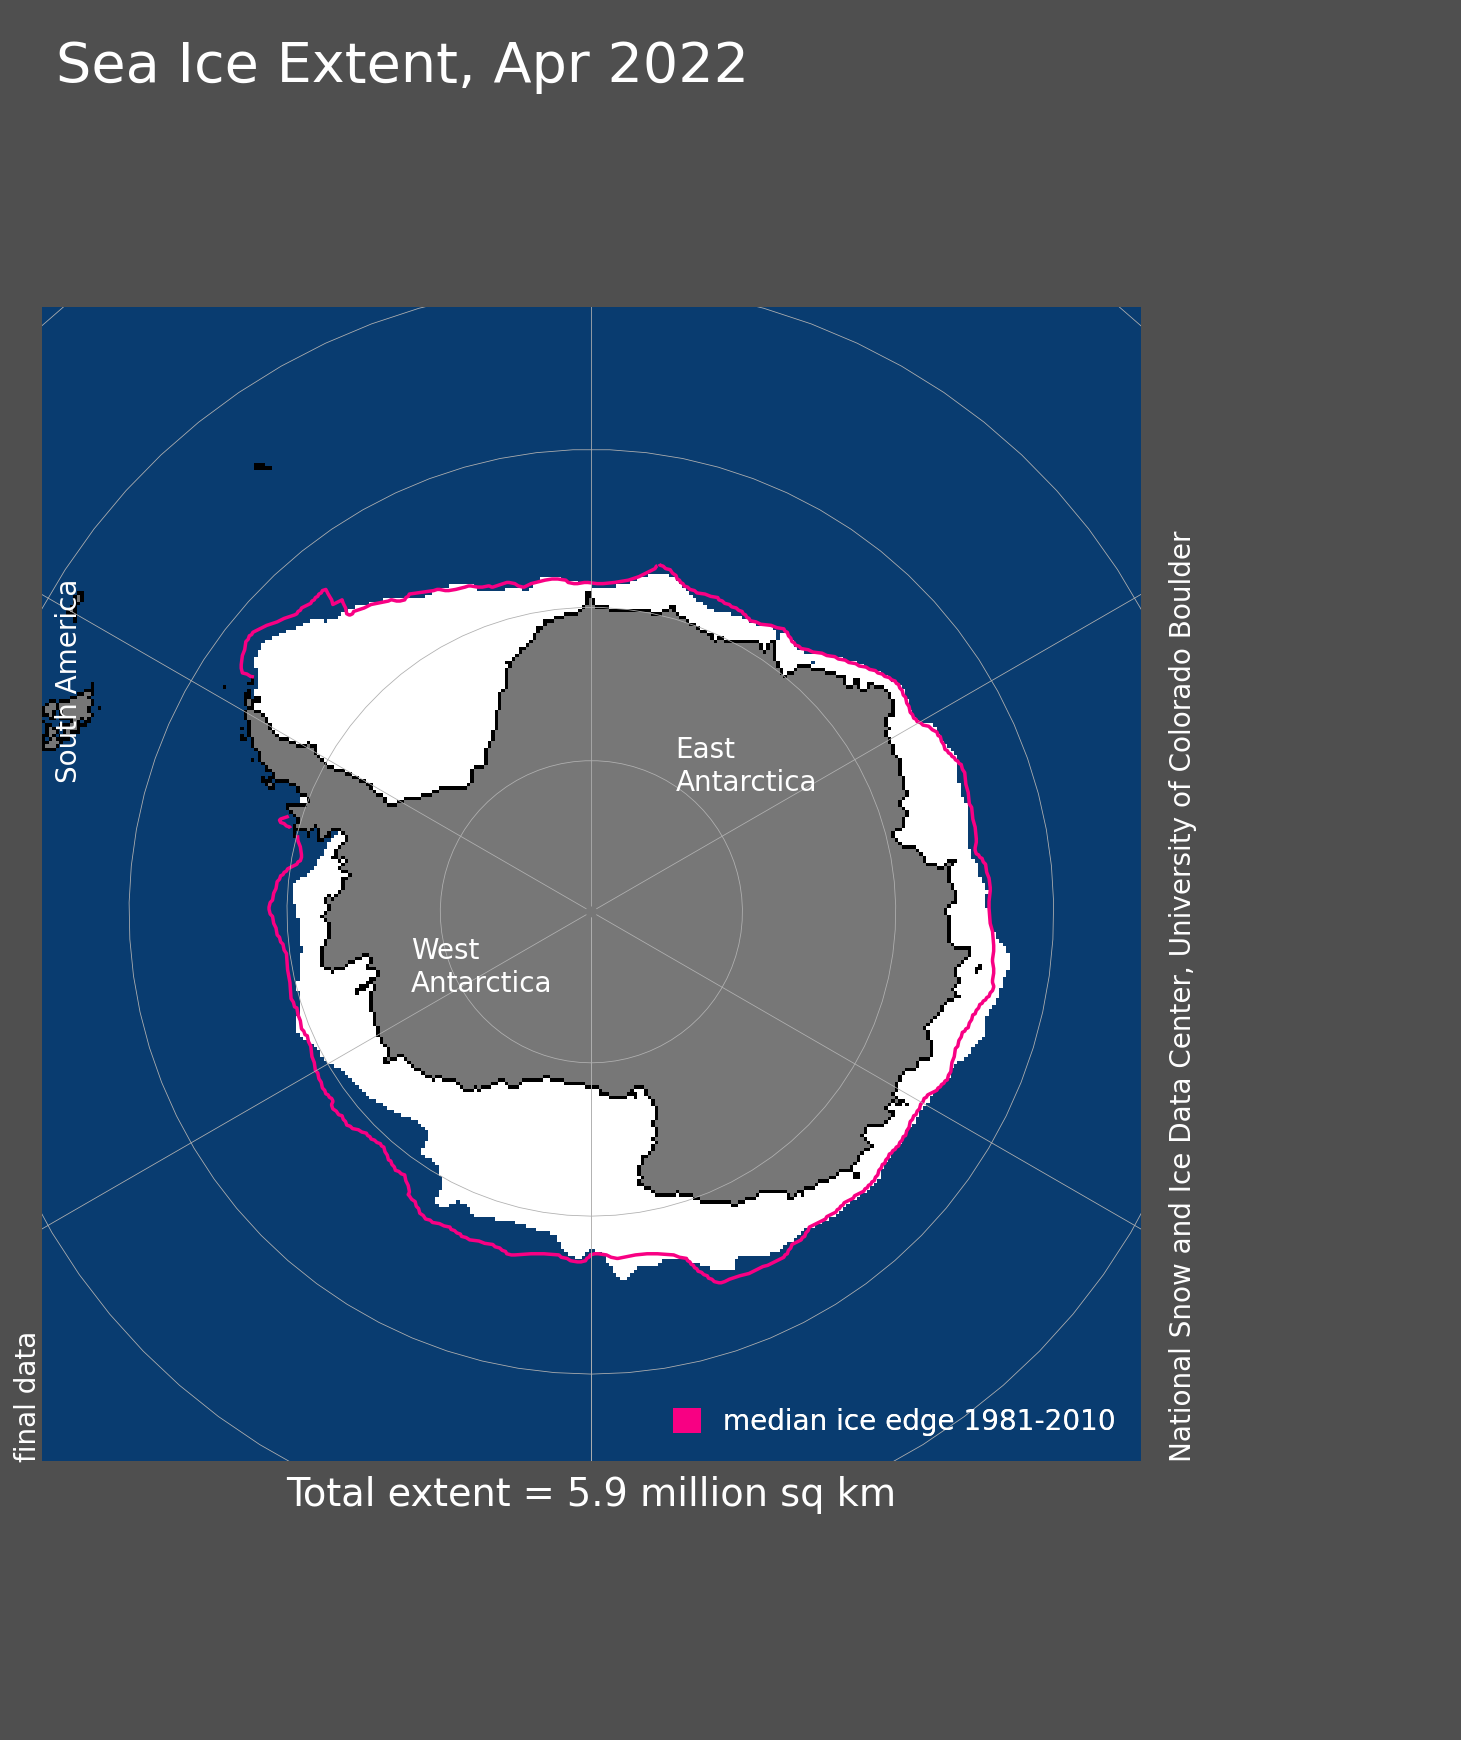 Sea Ice Extent, Apr 2022
South America
East
Antarctica
West
Antarctica
median ice edge 1981-2010
final data
National Snow and Ice Data Center, University of Colorado Boulder
Total extent = 5.9 million sq km